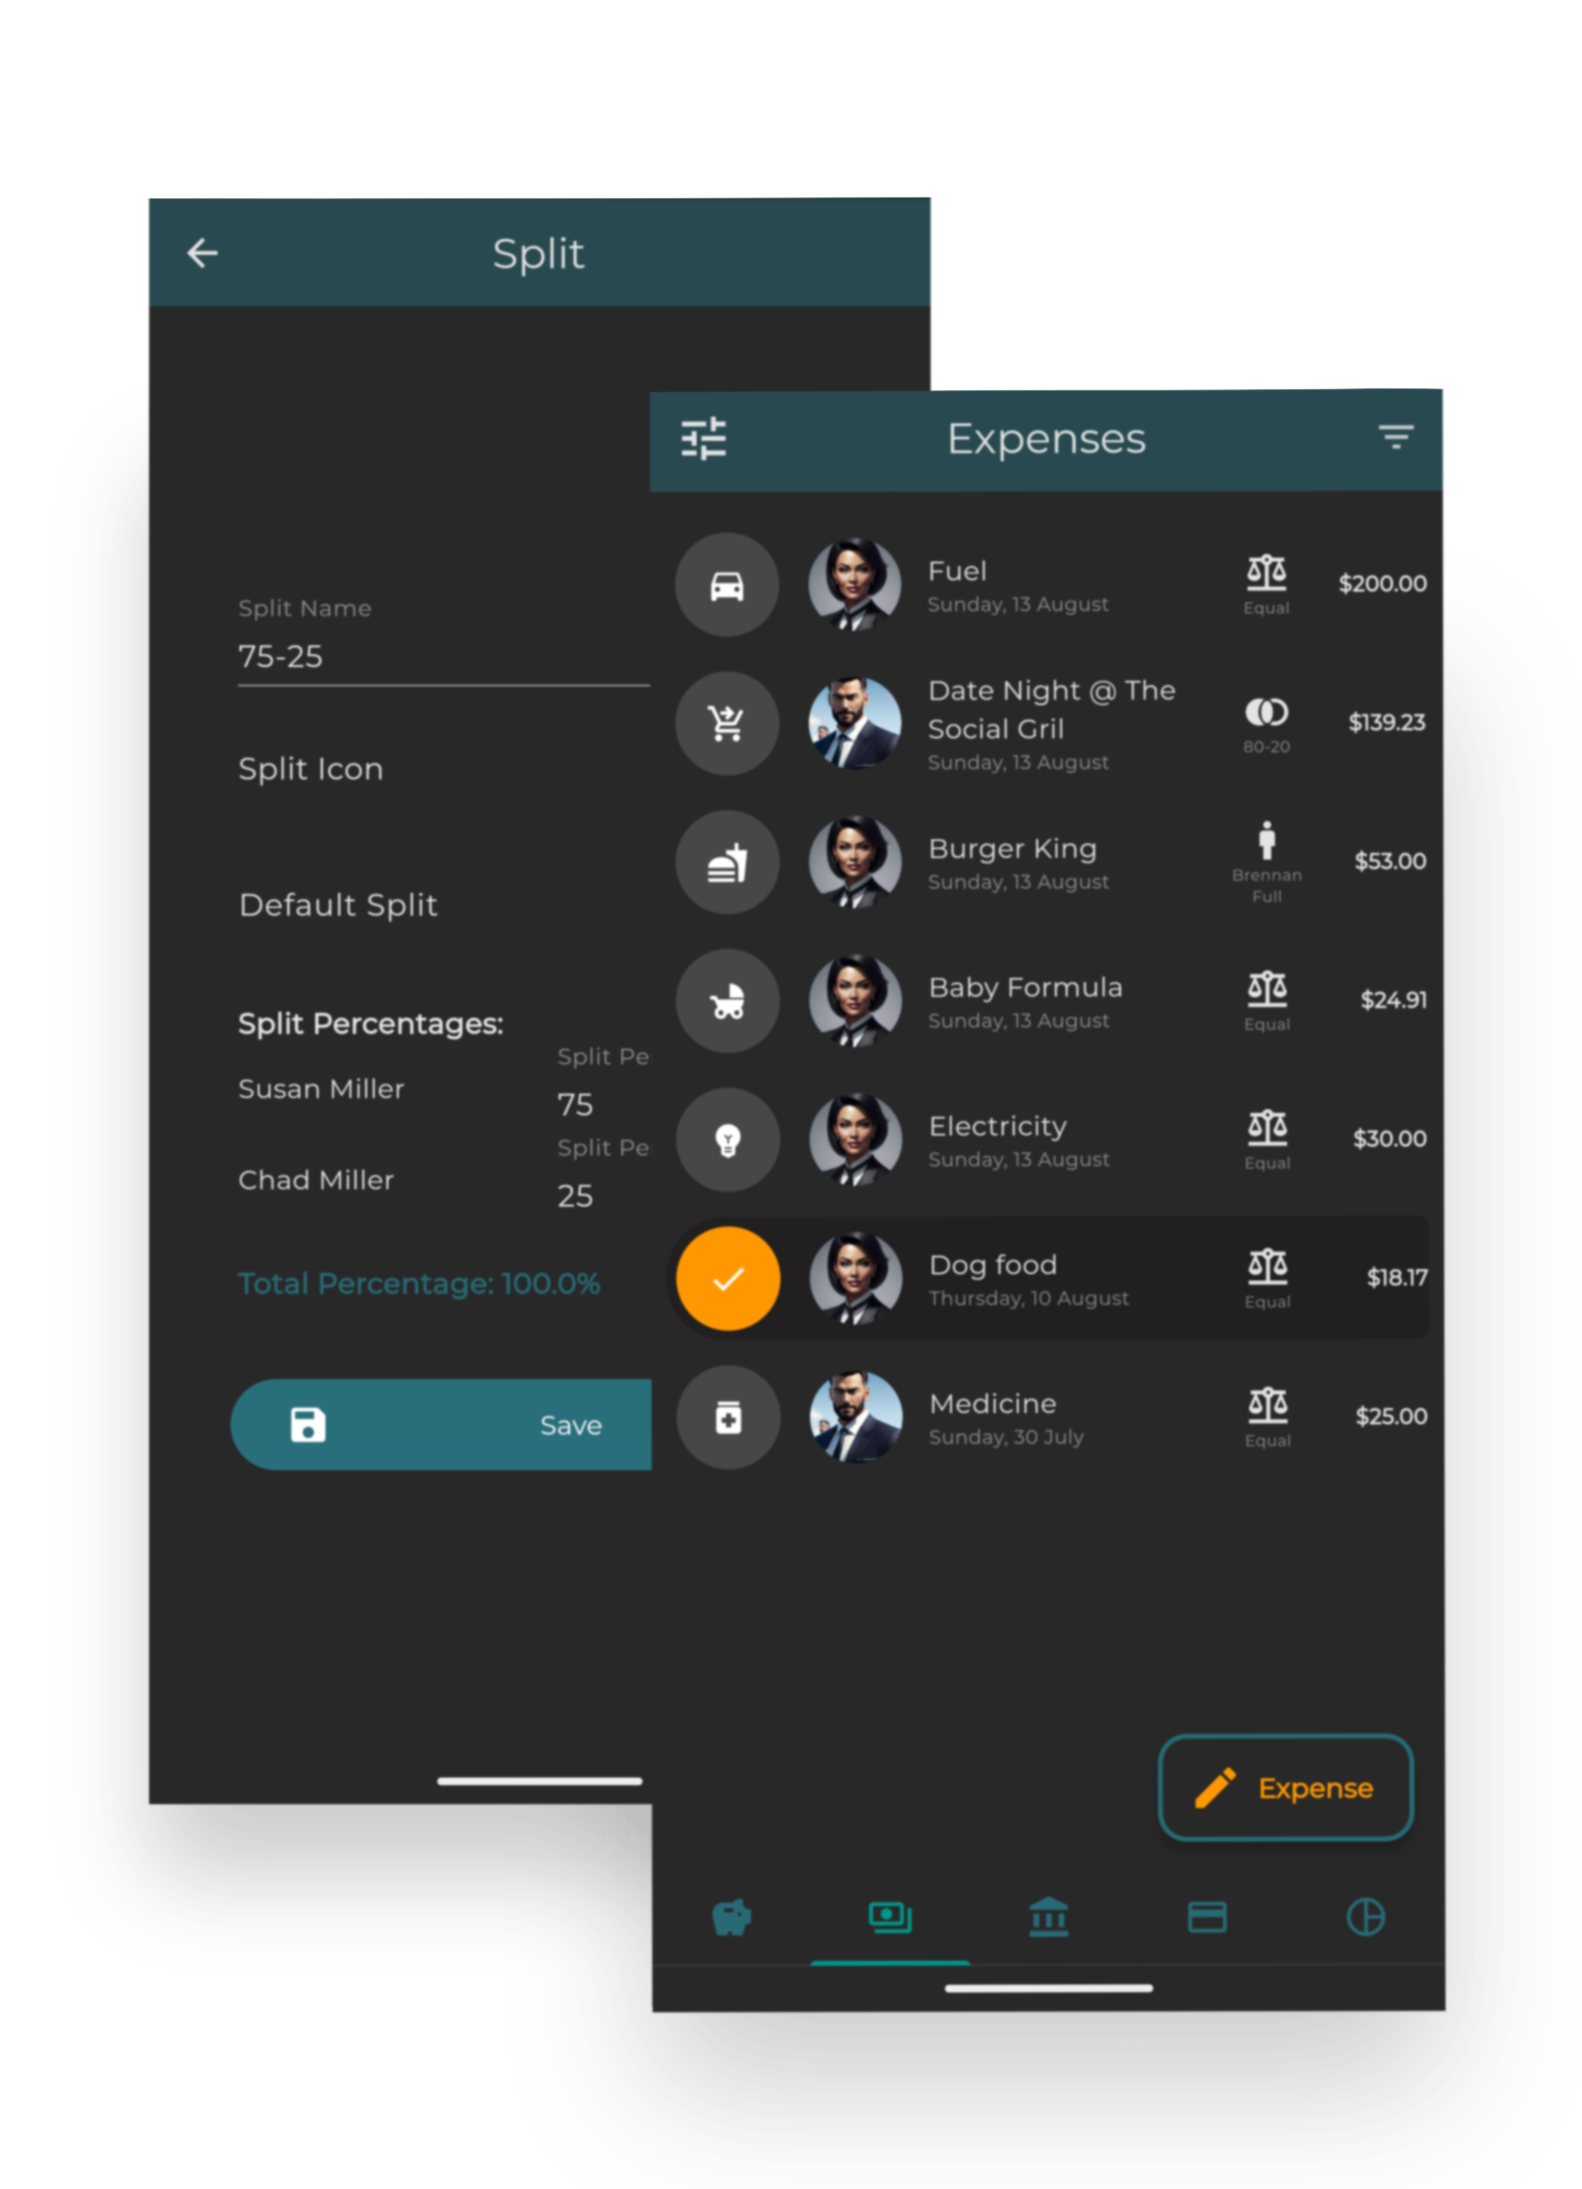 Split
Split Name
75-25
Split Icon
Default Split
Split Percentages:
Split Pe
Susan Miller
75
Split Pe
Chad Miller
25
Total Percentage: 100.0%
Save
Expenses
Fuel
Sunday, 13 August
Equal
$200.00
Date Night @ The
Social Gril
Sunday, 13 August
80-20
$139.23
Burger King
Sunday, 13 August
Brennan
Full
$53.00
Baby Formula
Sunday, 13 August
Equal
$24.91
Electricity
Sunday, 13 August
Equal
$30.00
Dog food
Thursday, 10 August
Equal
$18.17
Medicine
Sunday, 30 July
Equal
$25.00
Expense